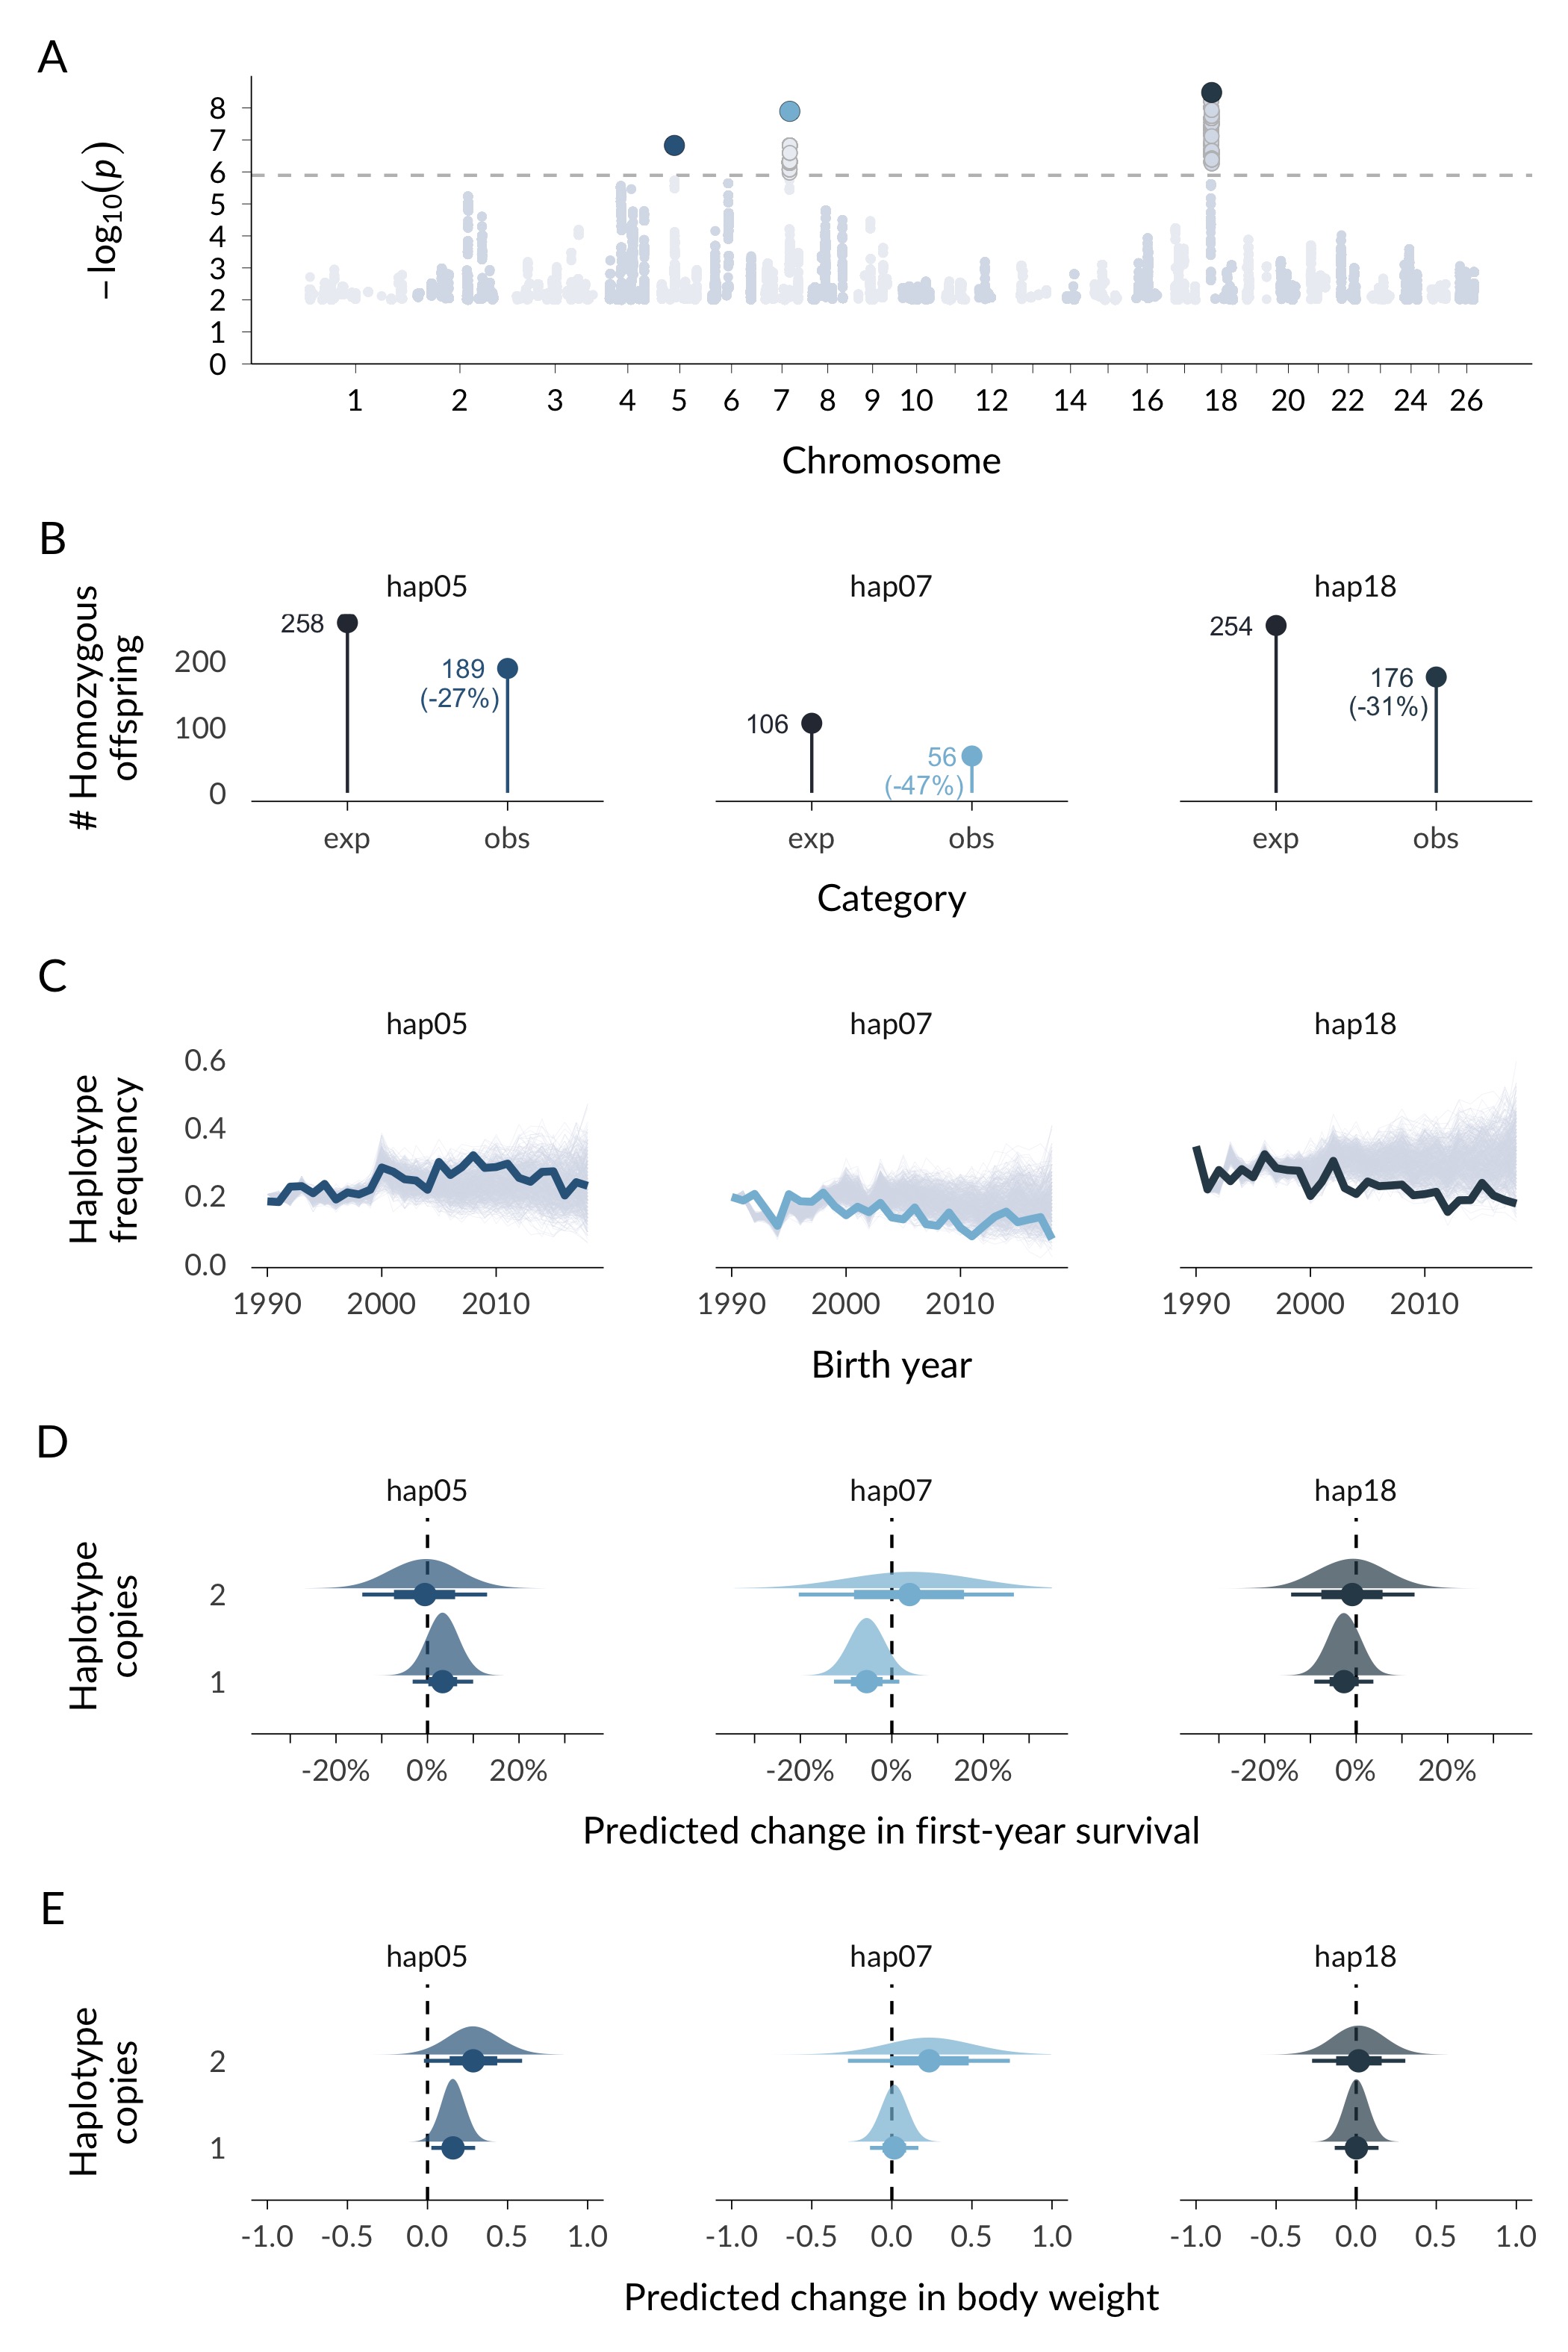 A
8
7
6
5
4
3
2
1
0
− log10(p)
1 2 3 4 5 6 7 8 9 10 12 14 16 18 20 22 24 26
Chromosome
B
hap05 hap07 hap18
# Homozygous
offspring
200
100
0
258
189
(-27%)
106
56
(-47%)
254
176
(-31%)
exp obs exp obs exp obs
Category
C
hap05 hap07 hap18
Haplotype
frequency
0.6
0.4
0.2
0.0
1990 2000 2010 1990 2000 2010 1990 2000 2010
Birth year
D
hap05 hap07 hap18
Haplotype
copies
2
1
-20% 0% 20% -20% 0% 20% -20% 0% 20%
Predicted change in first-year survival
E
hap05 hap07 hap18
Haplotype
copies
2
1
-1.0 -0.5 0.0 0.5 1.0 -1.0 -0.5 0.0 0.5 1.0 -1.0 -0.5 0.0 0.5 1.0
Predicted change in body weight